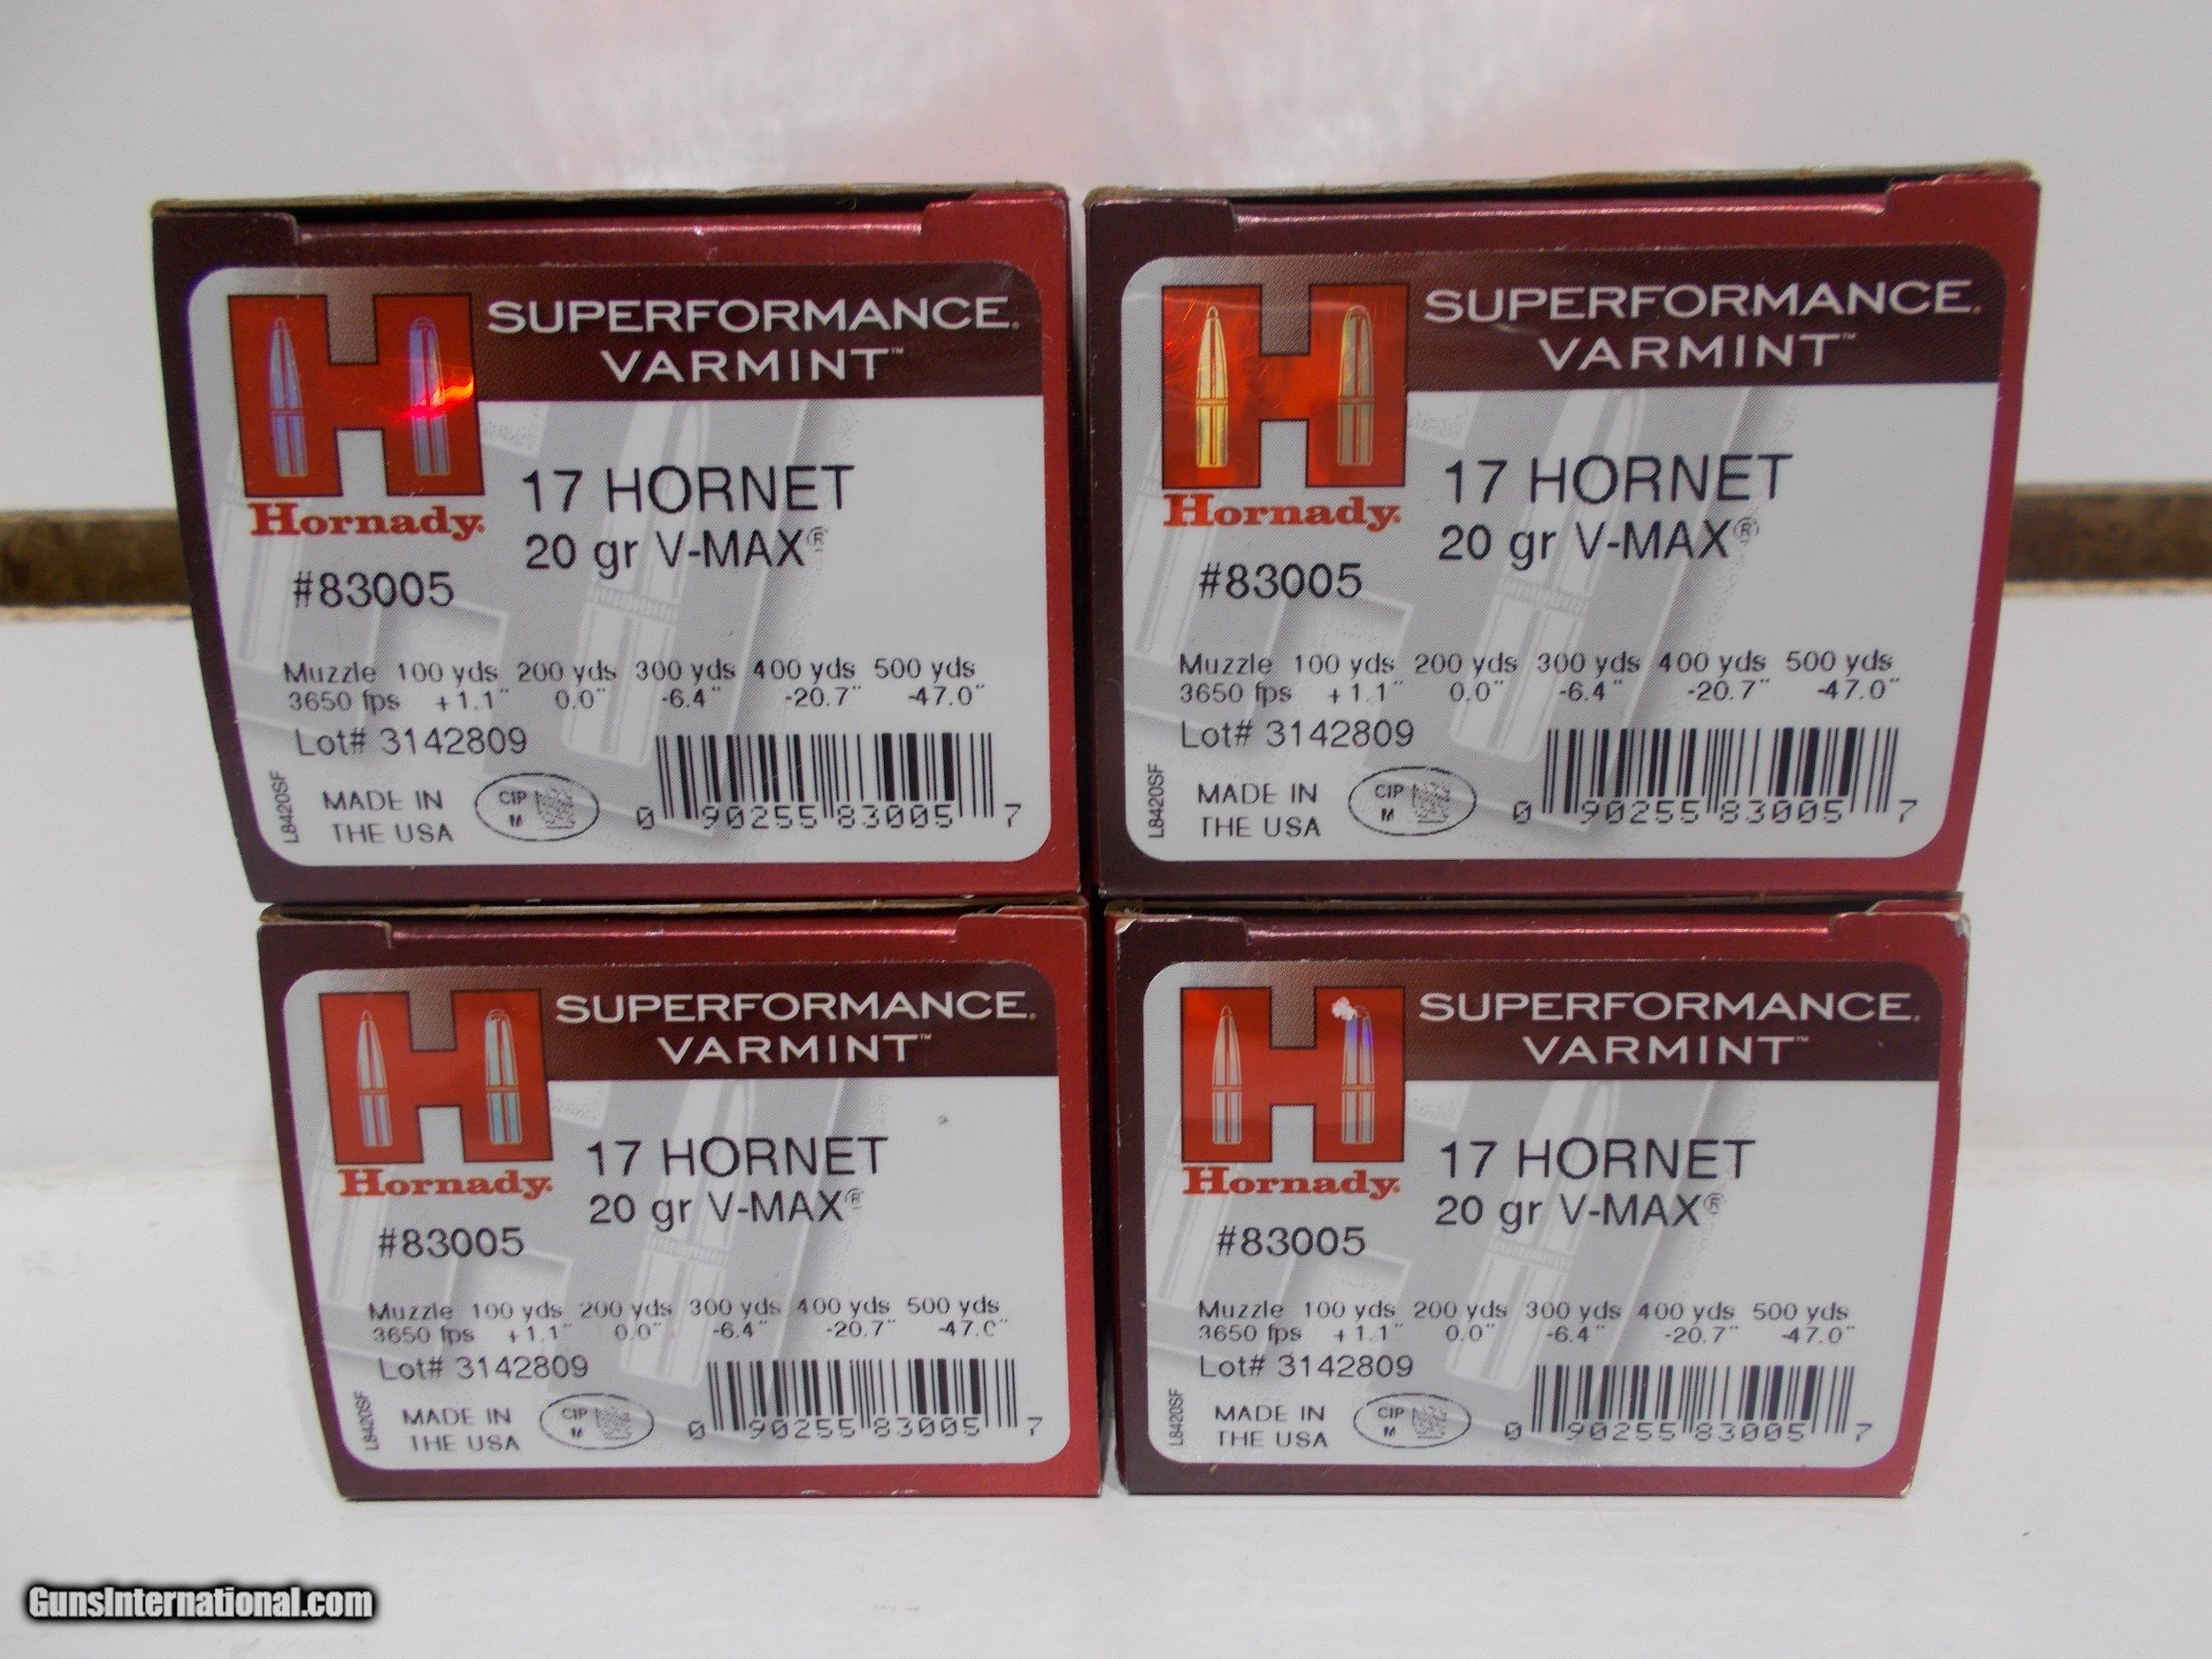 SUPERFORMANCE
VARMINT™
Hornady
17 HORNET
20 gr V-MAX®
#83005
Muzzle 100 yds 200 yds 300 yds 400 yds 500 yds
3650 fps +1.1" 0.0" -6.4" -20.7" -47.0"
Lot# 3142809
L8420SF
MADE IN
THE USA
CIP
M
0 90255 83005 7
SUPERFORMANCE
VARMINT™
Hornady
17 HORNET
20 gr V-MAX®
#83005
Muzzle 100 yds 200 yds 300 yds 400 yds 500 yds
3650 fps +1.1" 0.0" -6.4" -20.7" -47.0"
Lot# 3142809
L8420SF
MADE IN
THE USA
CIP
M
0 90255 83005 7
SUPERFORMANCE
VARMINT™
Hornady
17 HORNET
20 gr V-MAX®
#83005
Muzzle 100 yds 200 yds 300 yds 400 yds 500 yds
3650 fps +1.1" 0.0" -6.4" -20.7" -47.0"
Lot# 3142809
L8420SF
MADE IN
THE USA
CIP
M
0 90255 83005 7
SUPERFORMANCE
VARMINT™
Hornady
17 HORNET
20 gr V-MAX®
#83005
Muzzle 100 yds 200 yds 300 yds 400 yds 500 yds
3650 fps +1.1" 0.0" -6.4" -20.7" -47.0"
Lot# 3142809
L8420SF
MADE IN
THE USA
CIP
M
0 90255 83005 7
GunsInternational.com